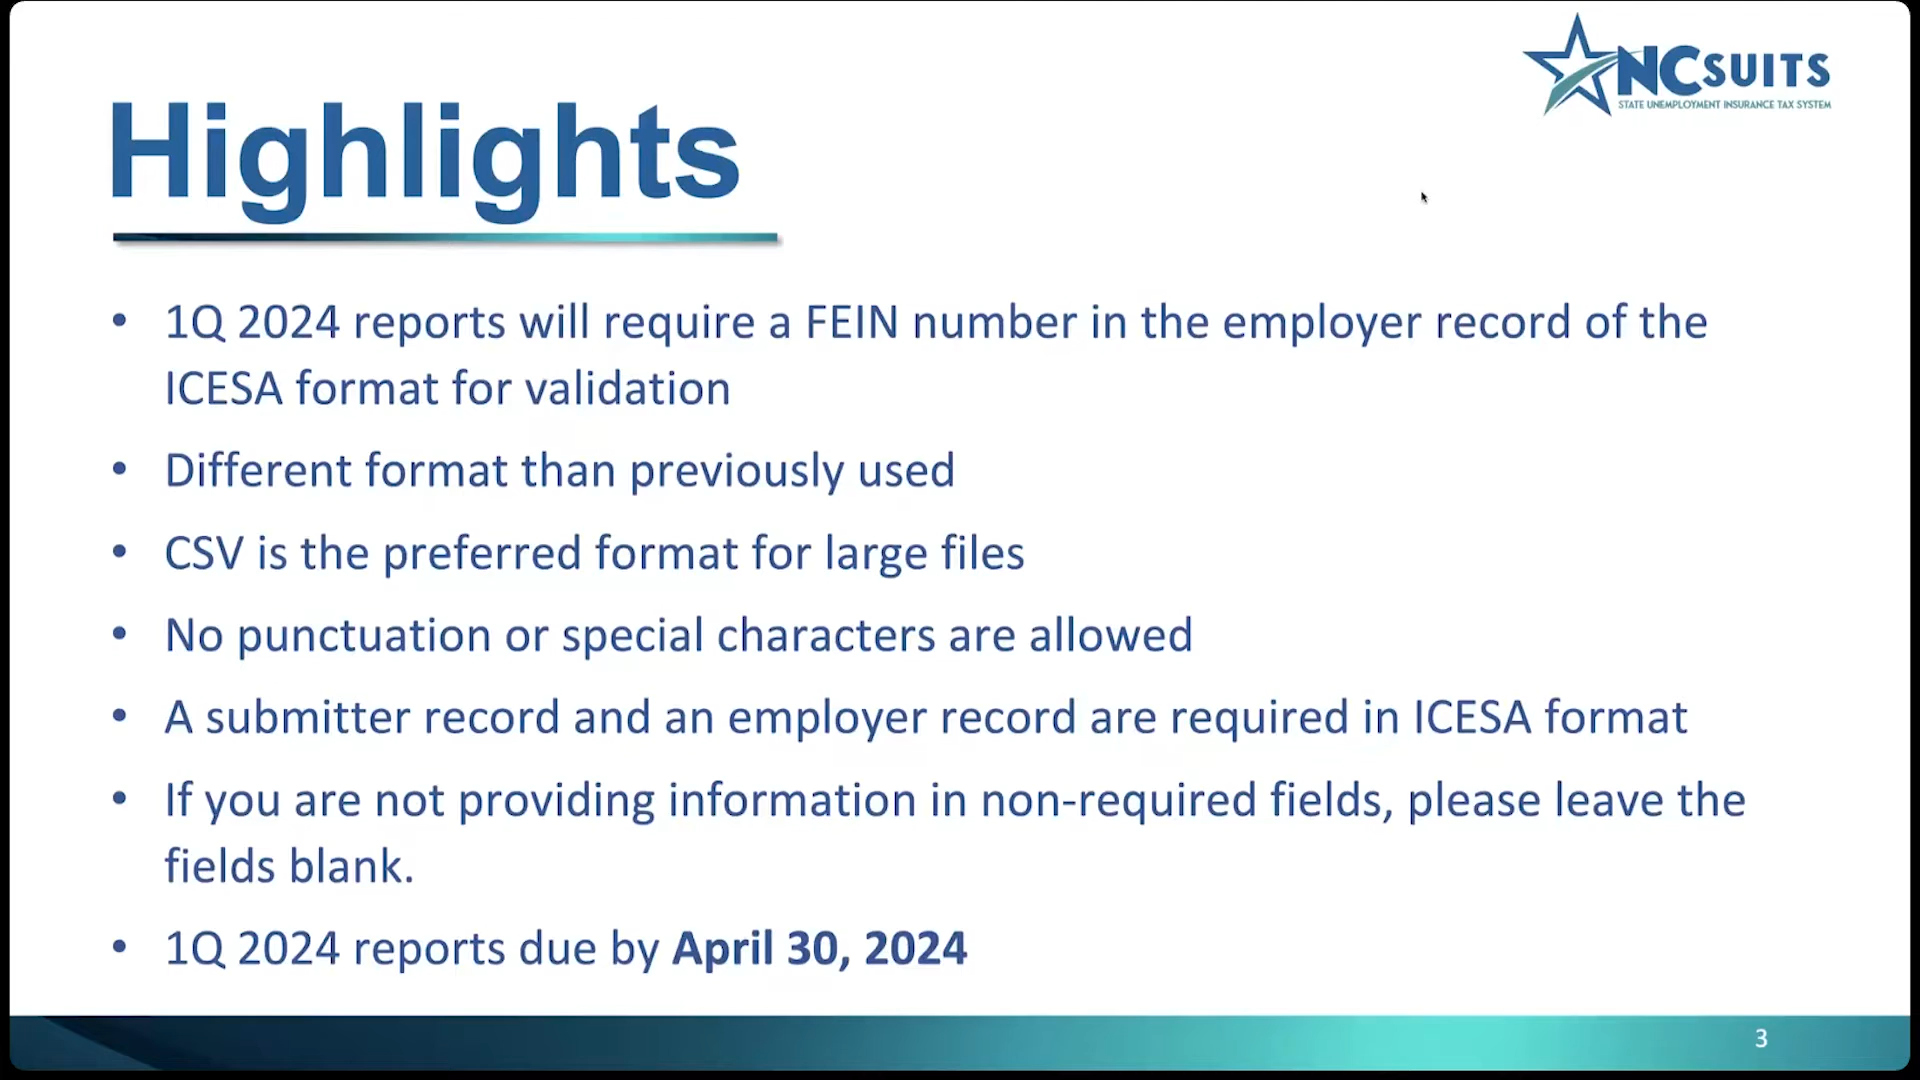 NCSUITS
STATE UNEMPLOYMENT INSURANCE TAX SYSTEM
Highlights
• 1Q 2024 reports will require a FEIN number in the employer record of the
ICESA format for validation
• Different format than previously used
• CSV is the preferred format for large files
• No punctuation or special characters are allowed
• A submitter record and an employer record are required in ICESA format
• If you are not providing information in non-required fields, please leave the
fields blank.
• 1Q 2024 reports due by April 30, 2024
3